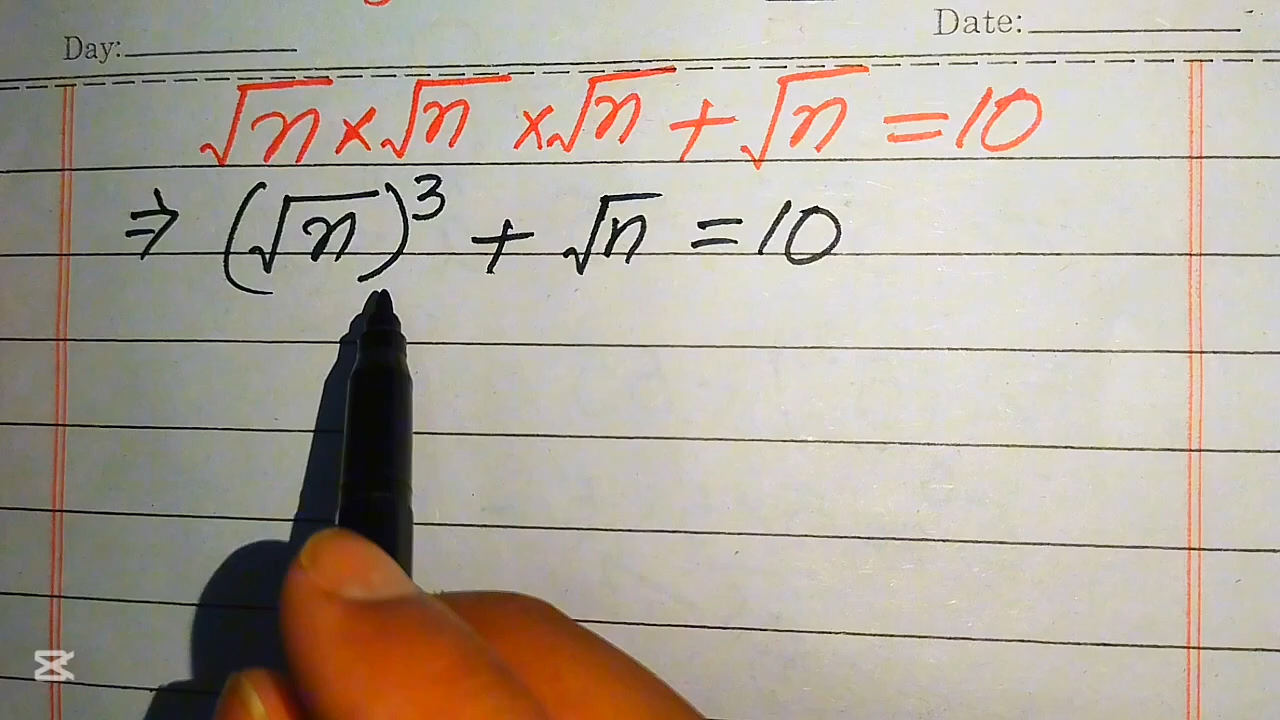 Day: Date:
√n × √n × √n + √n = 10
⇒ (√n)³ + √n = 10